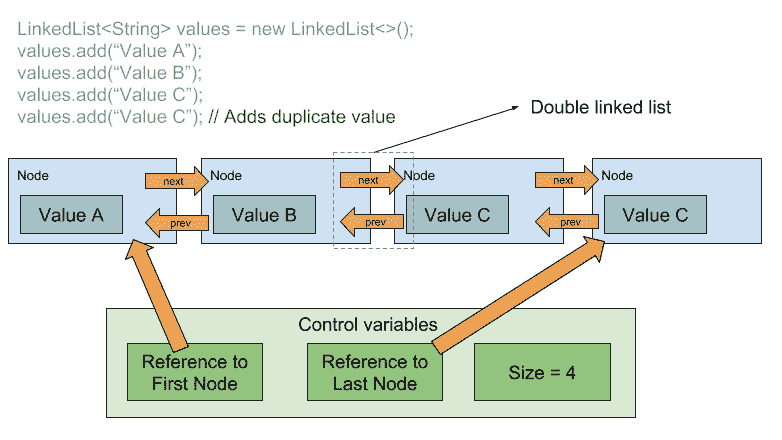 LinkedList<String> values = new LinkedList<>();
values.add(“Value A”);
values.add(“Value B”);
values.add(“Value C”);
values.add(“Value C”); // Adds duplicate value
Double linked list
Node
next
Node
next
Node
next
Node
Value A
prev
Value B
prev
Value C
prev
Value C
Control variables
Reference to
First Node
Reference to
Last Node
Size = 4